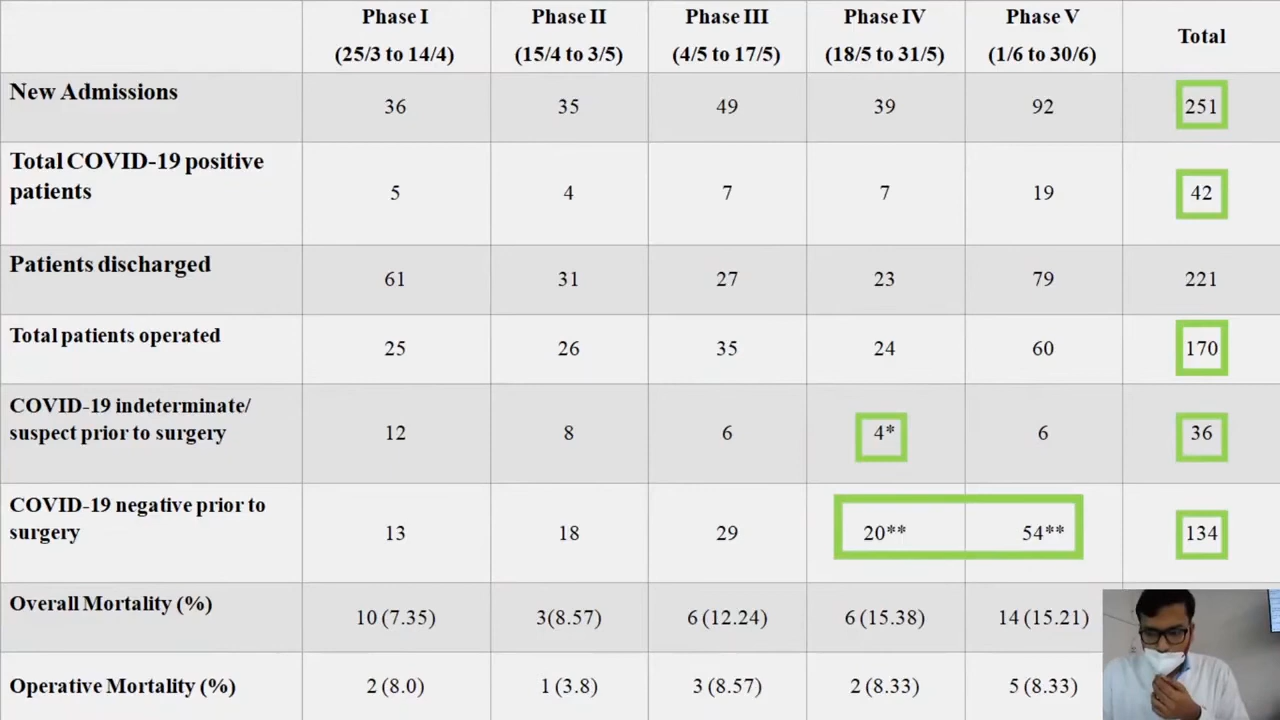 Phase I Phase II Phase III Phase IV Phase V Total
(25/3 to 14/4) (15/4 to 3/5) (4/5 to 17/5) (18/5 to 31/5) (1/6 to 30/6)
New Admissions 36 35 49 39 92 251
Total COVID-19 positive
patients 5 4 7 7 19 42
Patients discharged 61 31 27 23 79 221
Total patients operated 25 26 35 24 60 170
COVID-19 indeterminate/
suspect prior to surgery 12 8 6 4* 6 36
COVID-19 negative prior to
surgery 13 18 29 20** 54** 134
Overall Mortality (%) 10 (7.35) 3(8.57) 6 (12.24) 6 (15.38) 14 (15.21)
Operative Mortality (%) 2 (8.0) 1 (3.8) 3 (8.57) 2 (8.33) 5 (8.33)